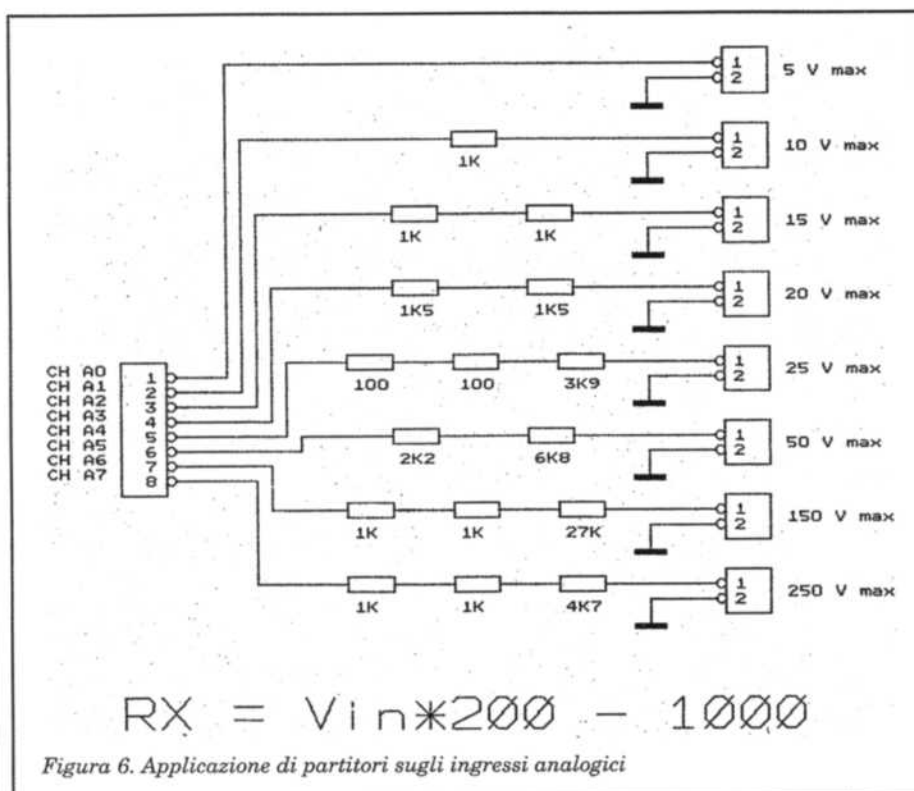 1
2
5 V max
1K
1
2
10 V max
1K
1K
1
2
15 V max
1K5
1K5
1
2
20 V max
100
100
3K9
1
2
25 V max
CH A0
CH A1
CH A2
CH A3
CH A4
CH A5
CH A6
CH A7
1
2
3
4
5
6
7
8
2K2
6K8
1
2
50 V max
1K
1K
27K
1
2
150 V max
1K
1K
4K7
1
2
250 V max
RX = Vin*200 - 1000
Figura 6. Applicazione di partitori sugli ingressi analogici